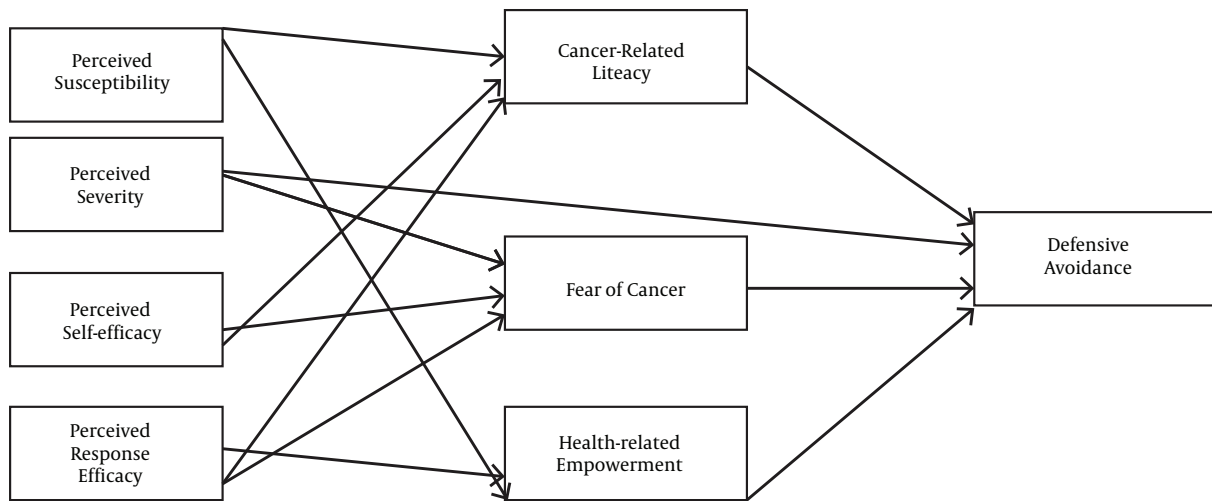 Perceived
Susceptibility
Perceived
Severity
Perceived
Self-efficacy
Perceived
Response
Efficacy
Cancer-Related
Liteacy
Fear of Cancer
Health-related
Empowerment
Defensive
Avoidance